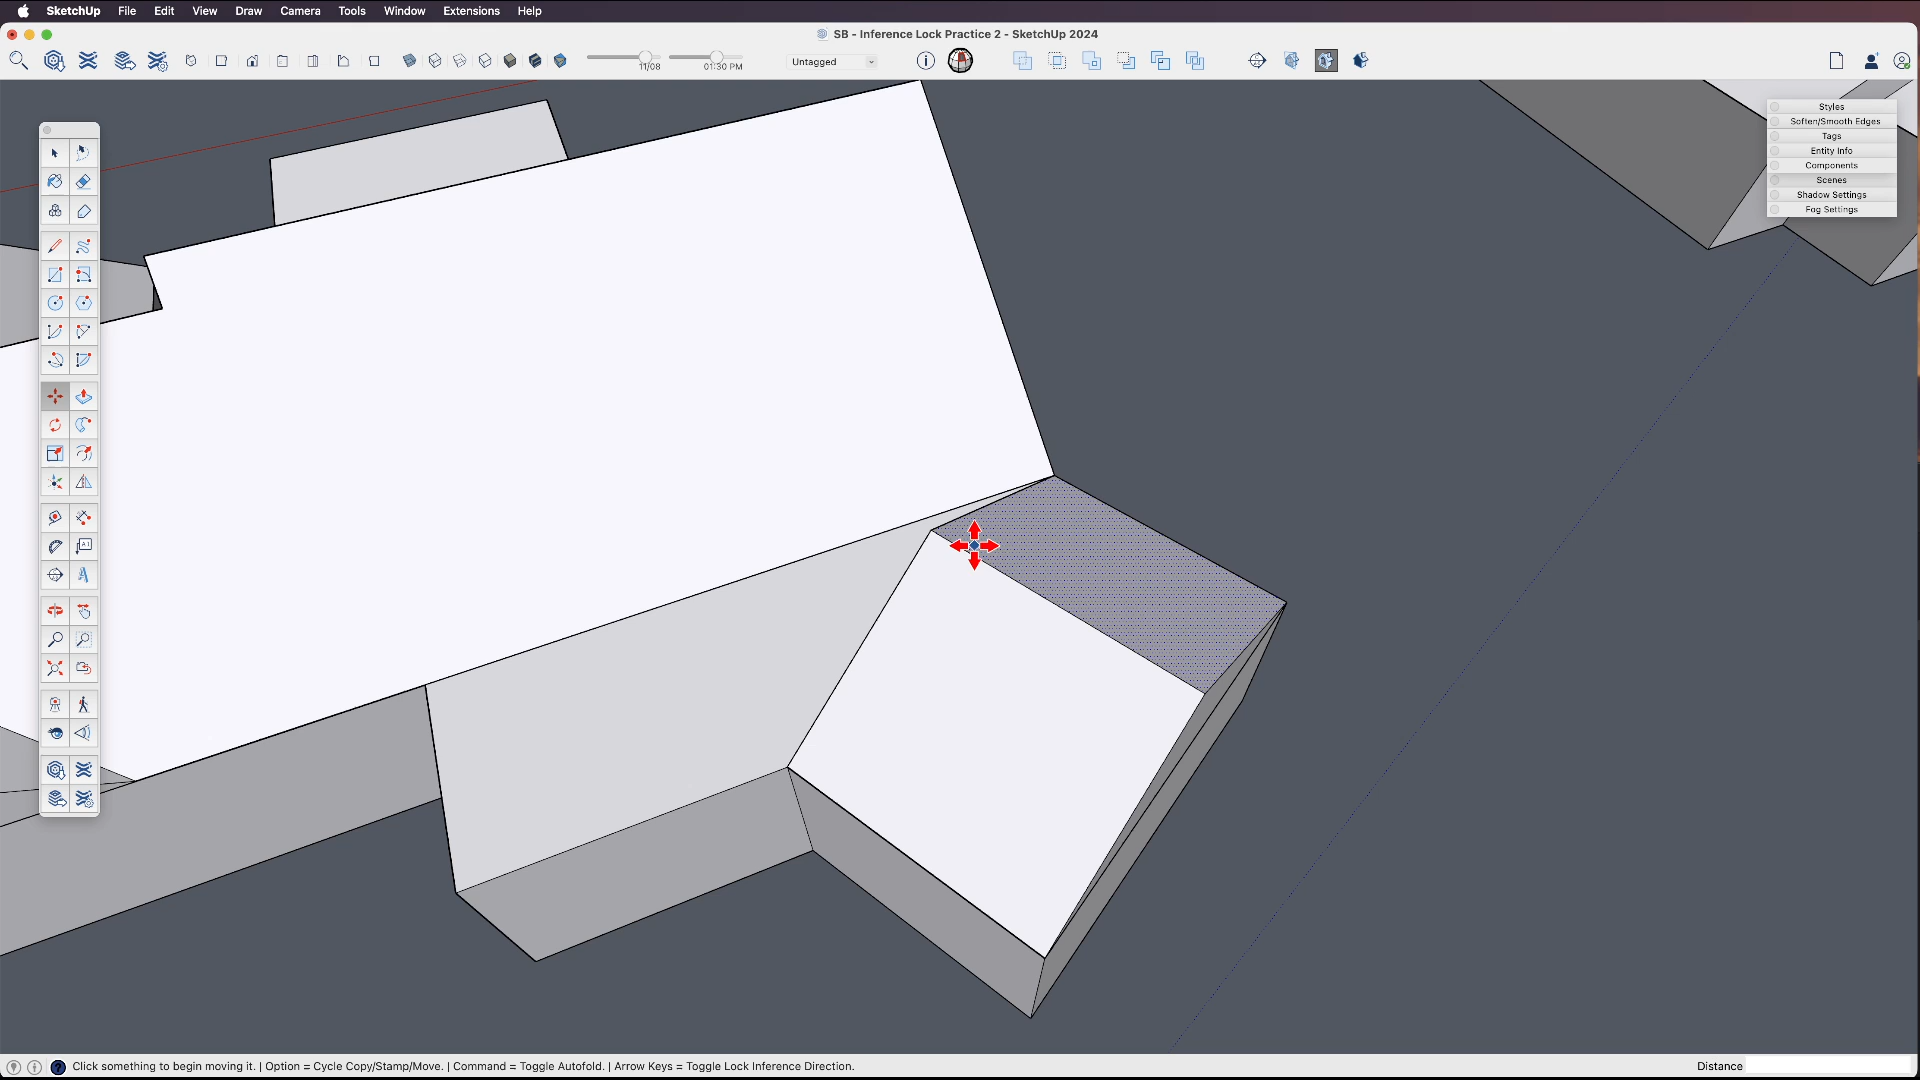 SketchUp File Edit View Draw Camera Tools Window Extensions Help
SB - Inference Lock Practice 2 - SketchUp 2024
11/08 01:30 PM Untagged
Styles
Soften/Smooth Edges
Tags
Entity Info
Components
Scenes
Shadow Settings
Fog Settings
Click something to begin moving it. | Option = Cycle Copy/Stamp/Move. | Command = Toggle Autofold. | Arrow Keys = Toggle Lock Inference Direction. Distance